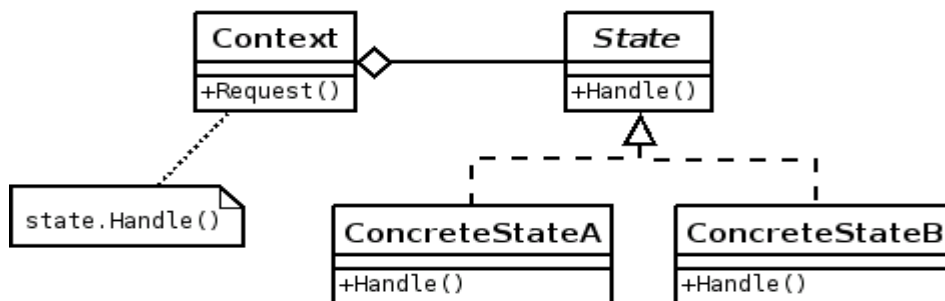 Context
State
+Request()
+Handle()
state.Handle()
ConcreteStateA
ConcreteStateB
+Handle()
+Handle()